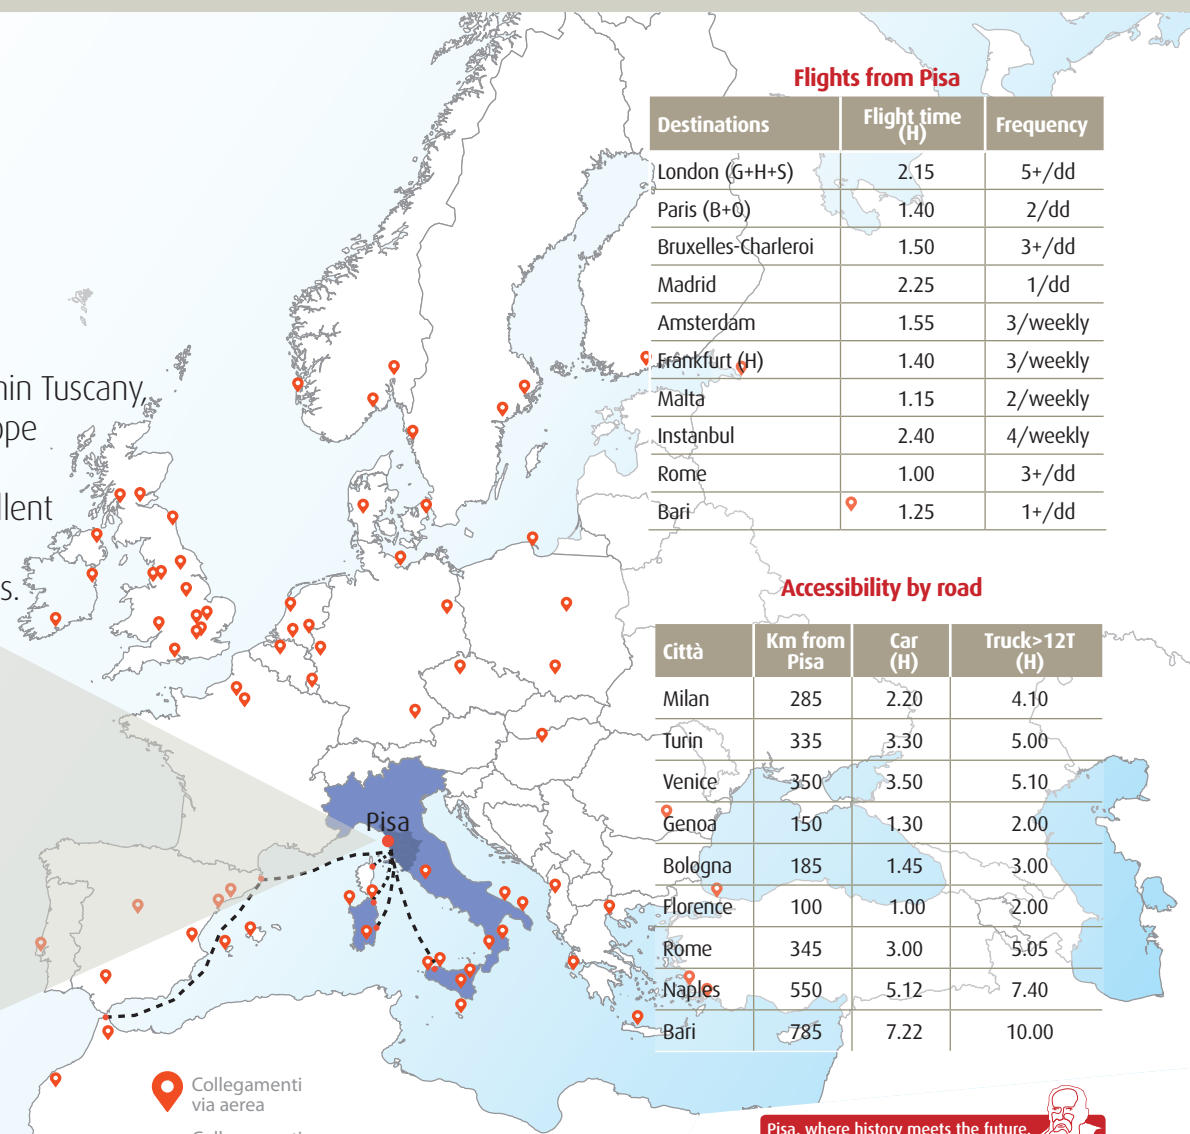 hin Tuscany,
ope
llent
s.
Flights from Pisa
Destinations Flight time (H) Frequency
London (G+H+S) 2.15 5+/dd
Paris (B+O) 1.40 2/dd
Bruxelles-Charleroi 1.50 3+/dd
Madrid 2.25 1/dd
Amsterdam 1.55 3/weekly
Frankfurt (H) 1.40 3/weekly
Malta 1.15 2/weekly
Instanbul 2.40 4/weekly
Rome 1.00 3+/dd
Bari 1.25 1+/dd
Accessibility by road
Città Km from Pisa Car (H) Truck>12T (H)
Milan 285 2.20 4.10
Turin 335 3.30 5.00
Venice 350 3.50 5.10
Genoa 150 1.30 2.00
Bologna 185 1.45 3.00
Florence 100 1.00 2.00
Rome 345 3.00 5.05
Naples 550 5.12 7.40
Bari 785 7.22 10.00
Pisa
Collegamenti
via aerea
Collegamenti
Pisa, where history meets the future.